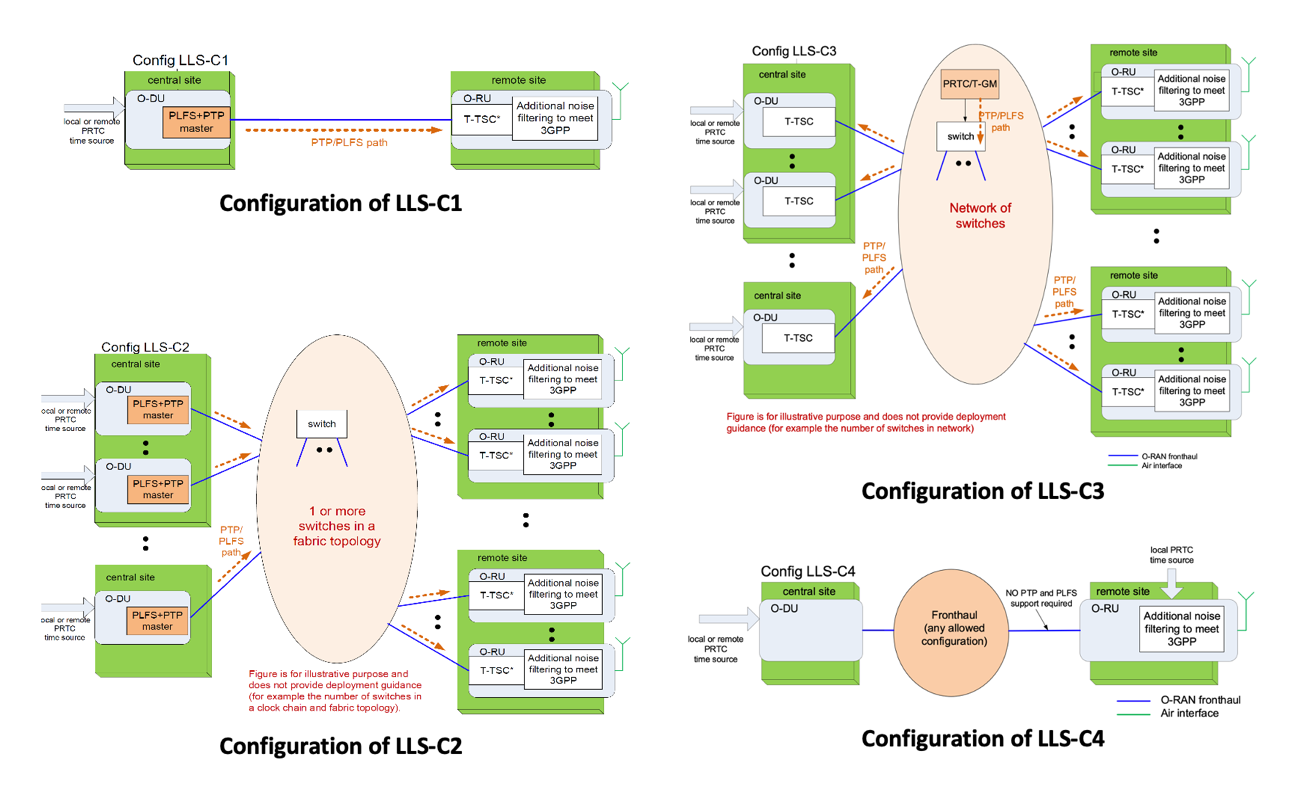 Config LLS-C1
central site
O-DU
PLFS+PTP
master
local or remote
PRTC
time source
PTP/PLFS path
remote site
O-RU
T-TSC*
Additional noise
filtering to meet
3GPP
Configuration of LLS-C1
Config LLS-C2
central site
O-DU
PLFS+PTP
master
local or remote
PRTC
time source
O-DU
PLFS+PTP
master
local or remote
PRTC
time source
PTP/
PLFS
path
central site
O-DU
PLFS+PTP
master
local or remote
PRTC
time source
switch
1 or more
switches in a
fabric topology
remote site
O-RU
T-TSC*
Additional noise
filtering to meet
3GPP
O-RU
T-TSC*
Additional noise
filtering to meet
3GPP
remote site
O-RU
T-TSC*
Additional noise
filtering to meet
3GPP
O-RU
T-TSC*
Additional noise
filtering to meet
3GPP
Figure is for illustrative purpose and
does not provide deployment guidance
(for example the number of switches in
a clock chain and fabric topology).
Configuration of LLS-C2
Config LLS-C3
central site
O-DU
T-TSC
local or remote
PRTC
time source
O-DU
T-TSC
local or remote
PRTC
time source
PTP/
PLFS
path
central site
O-DU
T-TSC
local or remote
PRTC
time source
PRTC/T-GM
PTP/PLFS
path
switch
Network of
switches
remote site
O-RU
T-TSC*
Additional noise
filtering to meet
3GPP
O-RU
T-TSC*
Additional noise
filtering to meet
3GPP
PTP/
PLFS
path
remote site
O-RU
T-TSC*
Additional noise
filtering to meet
3GPP
O-RU
T-TSC*
Additional noise
filtering to meet
3GPP
Figure is for illustrative purpose and does not provide deployment
guidance (for example the number of switches in network)
O-RAN fronthaul
Air interface
Configuration of LLS-C3
Config LLS-C4
central site
O-DU
local or remote
PRTC
time source
Fronthaul
(any allowed
configuration)
NO PTP and PLFS
support required
local PRTC
time source
remote site
O-RU
Additional noise
filtering to meet
3GPP
O-RAN fronthaul
Air interface
Configuration of LLS-C4